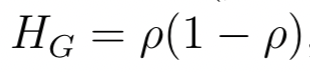 H_G = ρ(1 − ρ).